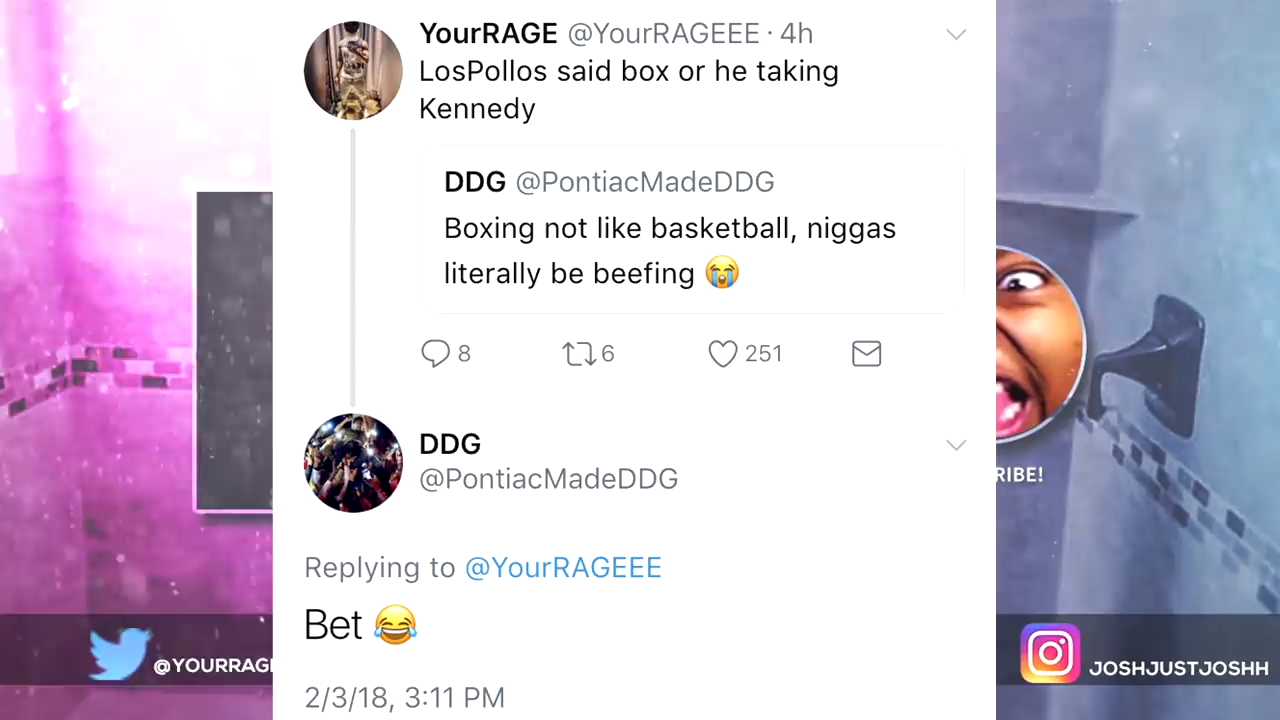 YourRAGE @YourRAGEEE · 4h
LosPollos said box or he taking
Kennedy
DDG @PontiacMadeDDG
Boxing not like basketball, niggas
literally be beefing 😭
8 6 251
DDG
@PontiacMadeDDG
Replying to @YourRAGEEE
Bet 😂
2/3/18, 3:11 PM
RIBE!
@YOURRAG
JOSHJUSTJOSHH